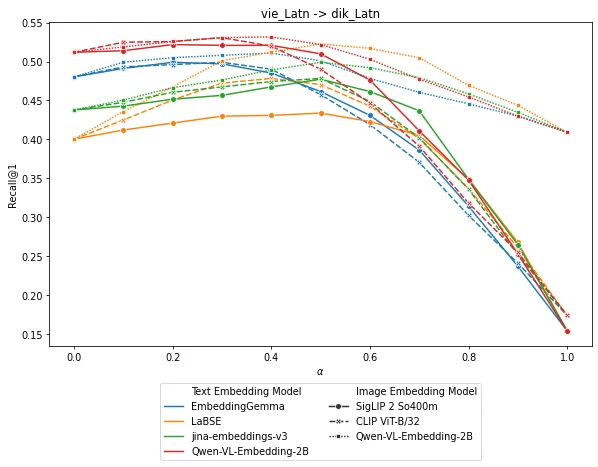 vie_Latn -> dik_Latn
0.55
0.50
0.45
0.40
0.35
0.30
0.25
0.20
0.15
Recall@1
0.0 0.2 0.4 0.6 0.8 1.0
α
Text Embedding Model Image Embedding Model
EmbeddingGemma SigLIP 2 So400m
LaBSE CLIP ViT-B/32
jina-embeddings-v3 Qwen-VL-Embedding-2B
Qwen-VL-Embedding-2B